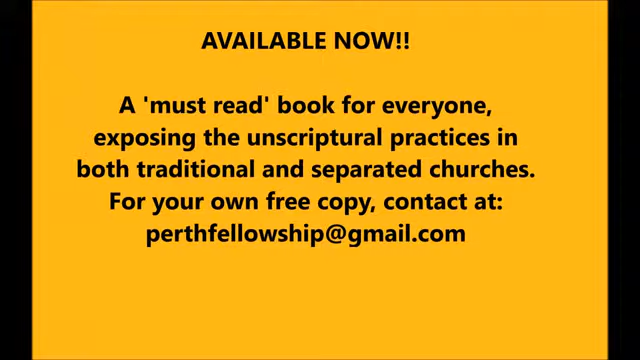 AVAILABLE NOW!!
A 'must read' book for everyone,
exposing the unscriptural practices in
both traditional and separated churches.
For your own free copy, contact at:
perthfellowship@gmail.com